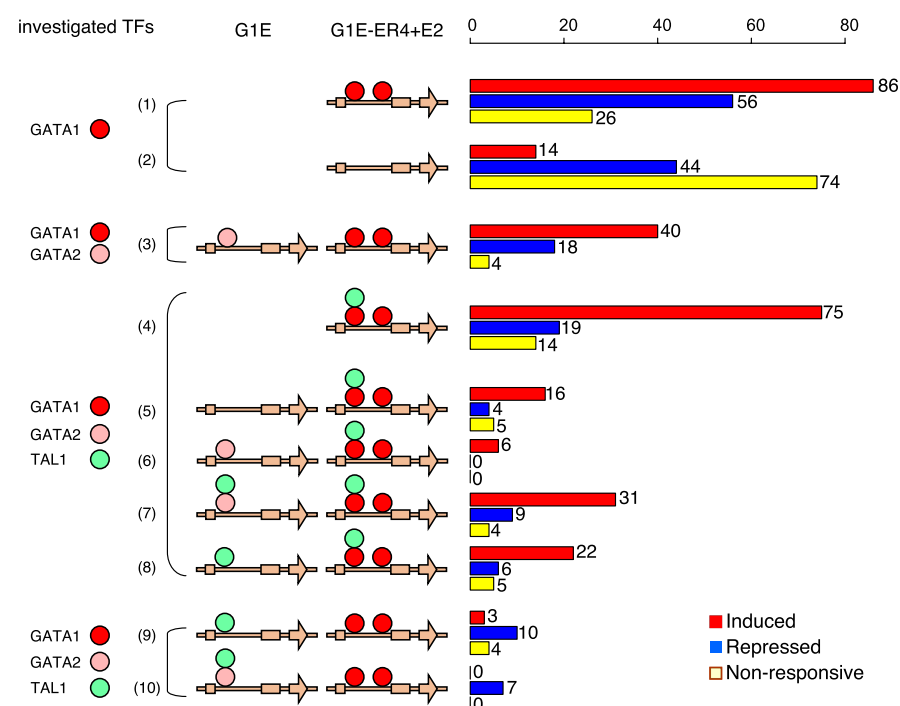 investigated TFs G1E G1E-ER4+E2 0 20 40 60 80
(1) 86
56
GATA1 26
(2) 14
44
74
GATA1 (3) 40
GATA2 18
4
(4) 75
19
14
GATA1 (5) 16
4
5
GATA2 (6) 6
TAL1 0
0
(7) 31
9
4
(8) 22
6
5
GATA1 (9) 3
10
4
GATA2 (10) 0
TAL1 7
0
Induced
Repressed
Non-responsive